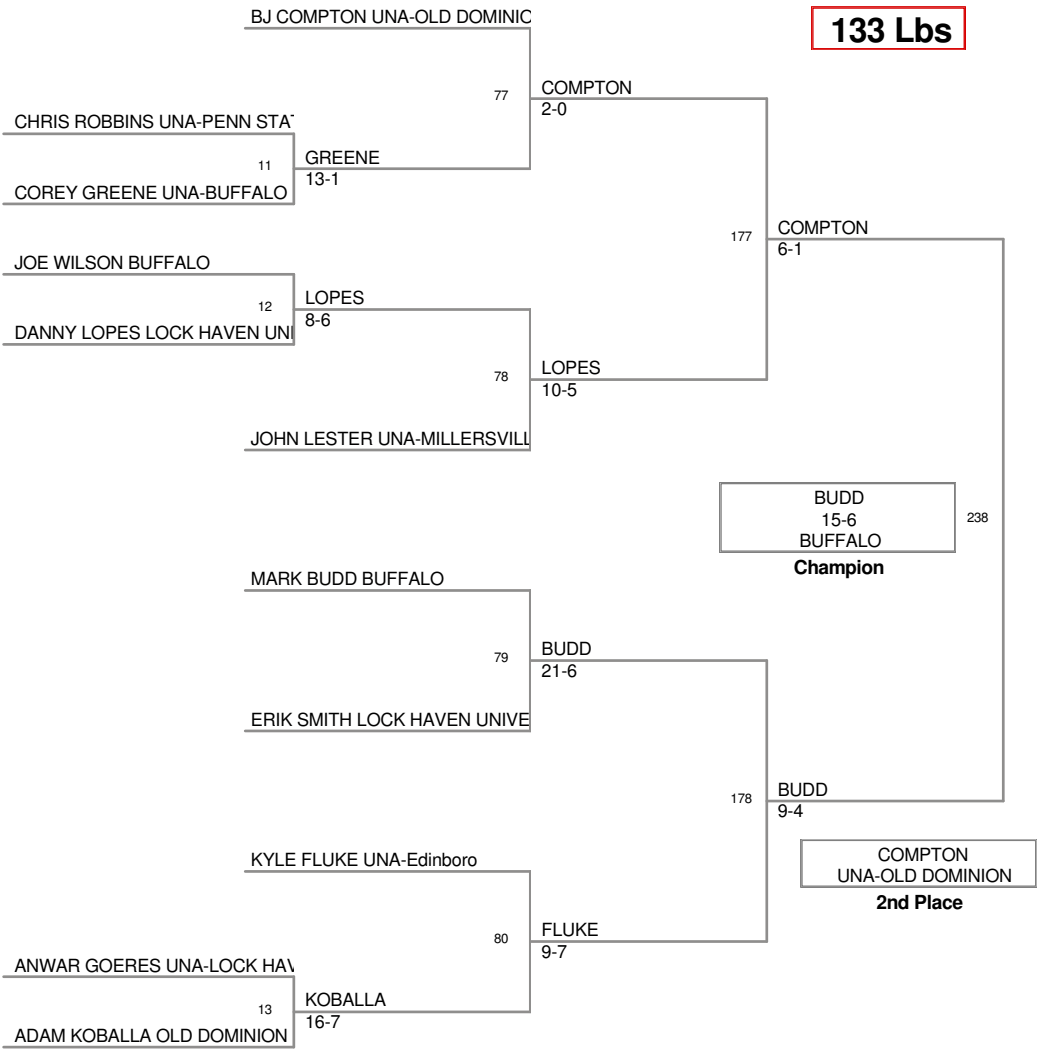 BJ COMPTON UNA-OLD DOMINIC
133 Lbs
77
COMPTON
2-0
CHRIS ROBBINS UNA-PENN STA
11
GREENE
13-1
COREY GREENE UNA-BUFFALO
177
COMPTON
6-1
JOE WILSON BUFFALO
12
LOPES
8-6
DANNY LOPES LOCK HAVEN UNI
78
LOPES
10-5
JOHN LESTER UNA-MILLERSVILL
BUDD
15-6
BUFFALO
238
Champion
MARK BUDD BUFFALO
79
BUDD
21-6
ERIK SMITH LOCK HAVEN UNIVE
178
BUDD
9-4
KYLE FLUKE UNA-Edinboro
COMPTON
UNA-OLD DOMINION
2nd Place
80
FLUKE
9-7
ANWAR GOERES UNA-LOCK HAV
13
KOBALLA
16-7
ADAM KOBALLA OLD DOMINION